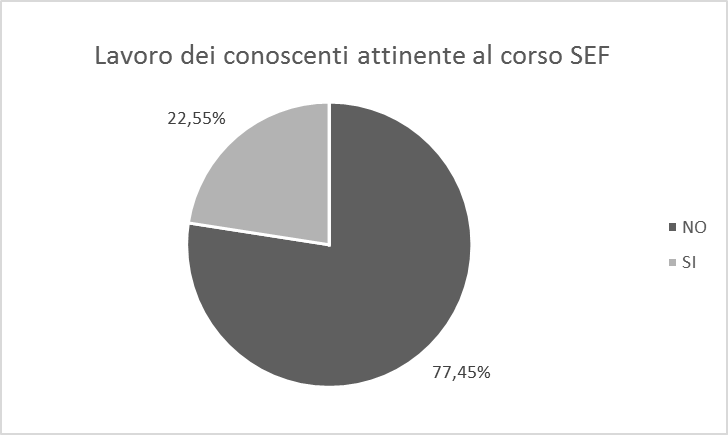 Lavoro dei conoscenti attinente al corso SEF
22,55%
NO
SI
77,45%